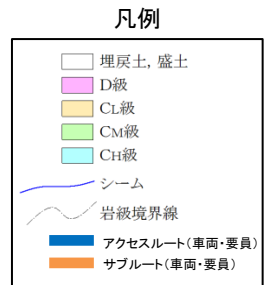 凡例
埋戻土, 盛土
D級
CL級
CM級
CH級
シーム
岩級境界線
アクセスルート(車両・要員)
サブルート(車両・要員)